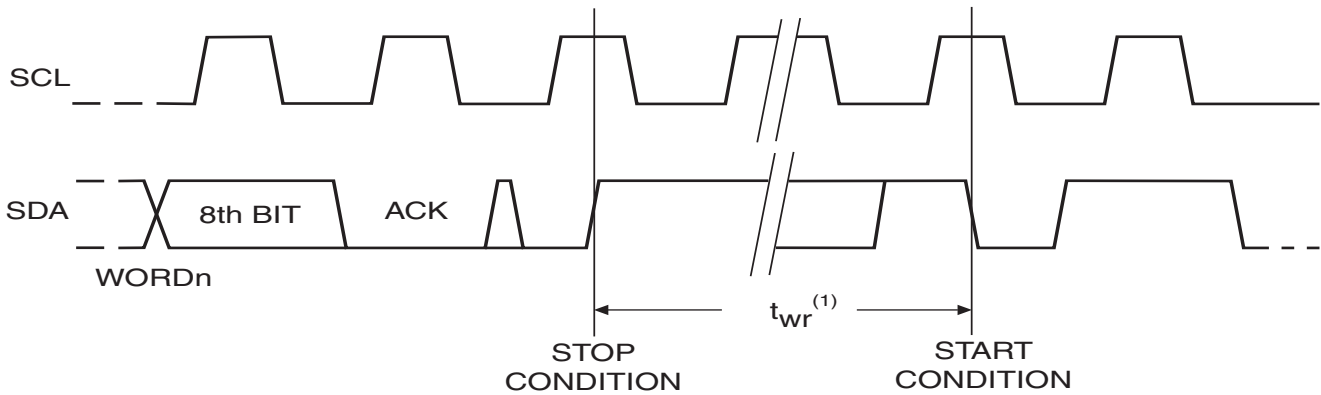 SCL
SDA
8th BIT
ACK
WORDn
twr(1)
STOP
CONDITION
START
CONDITION